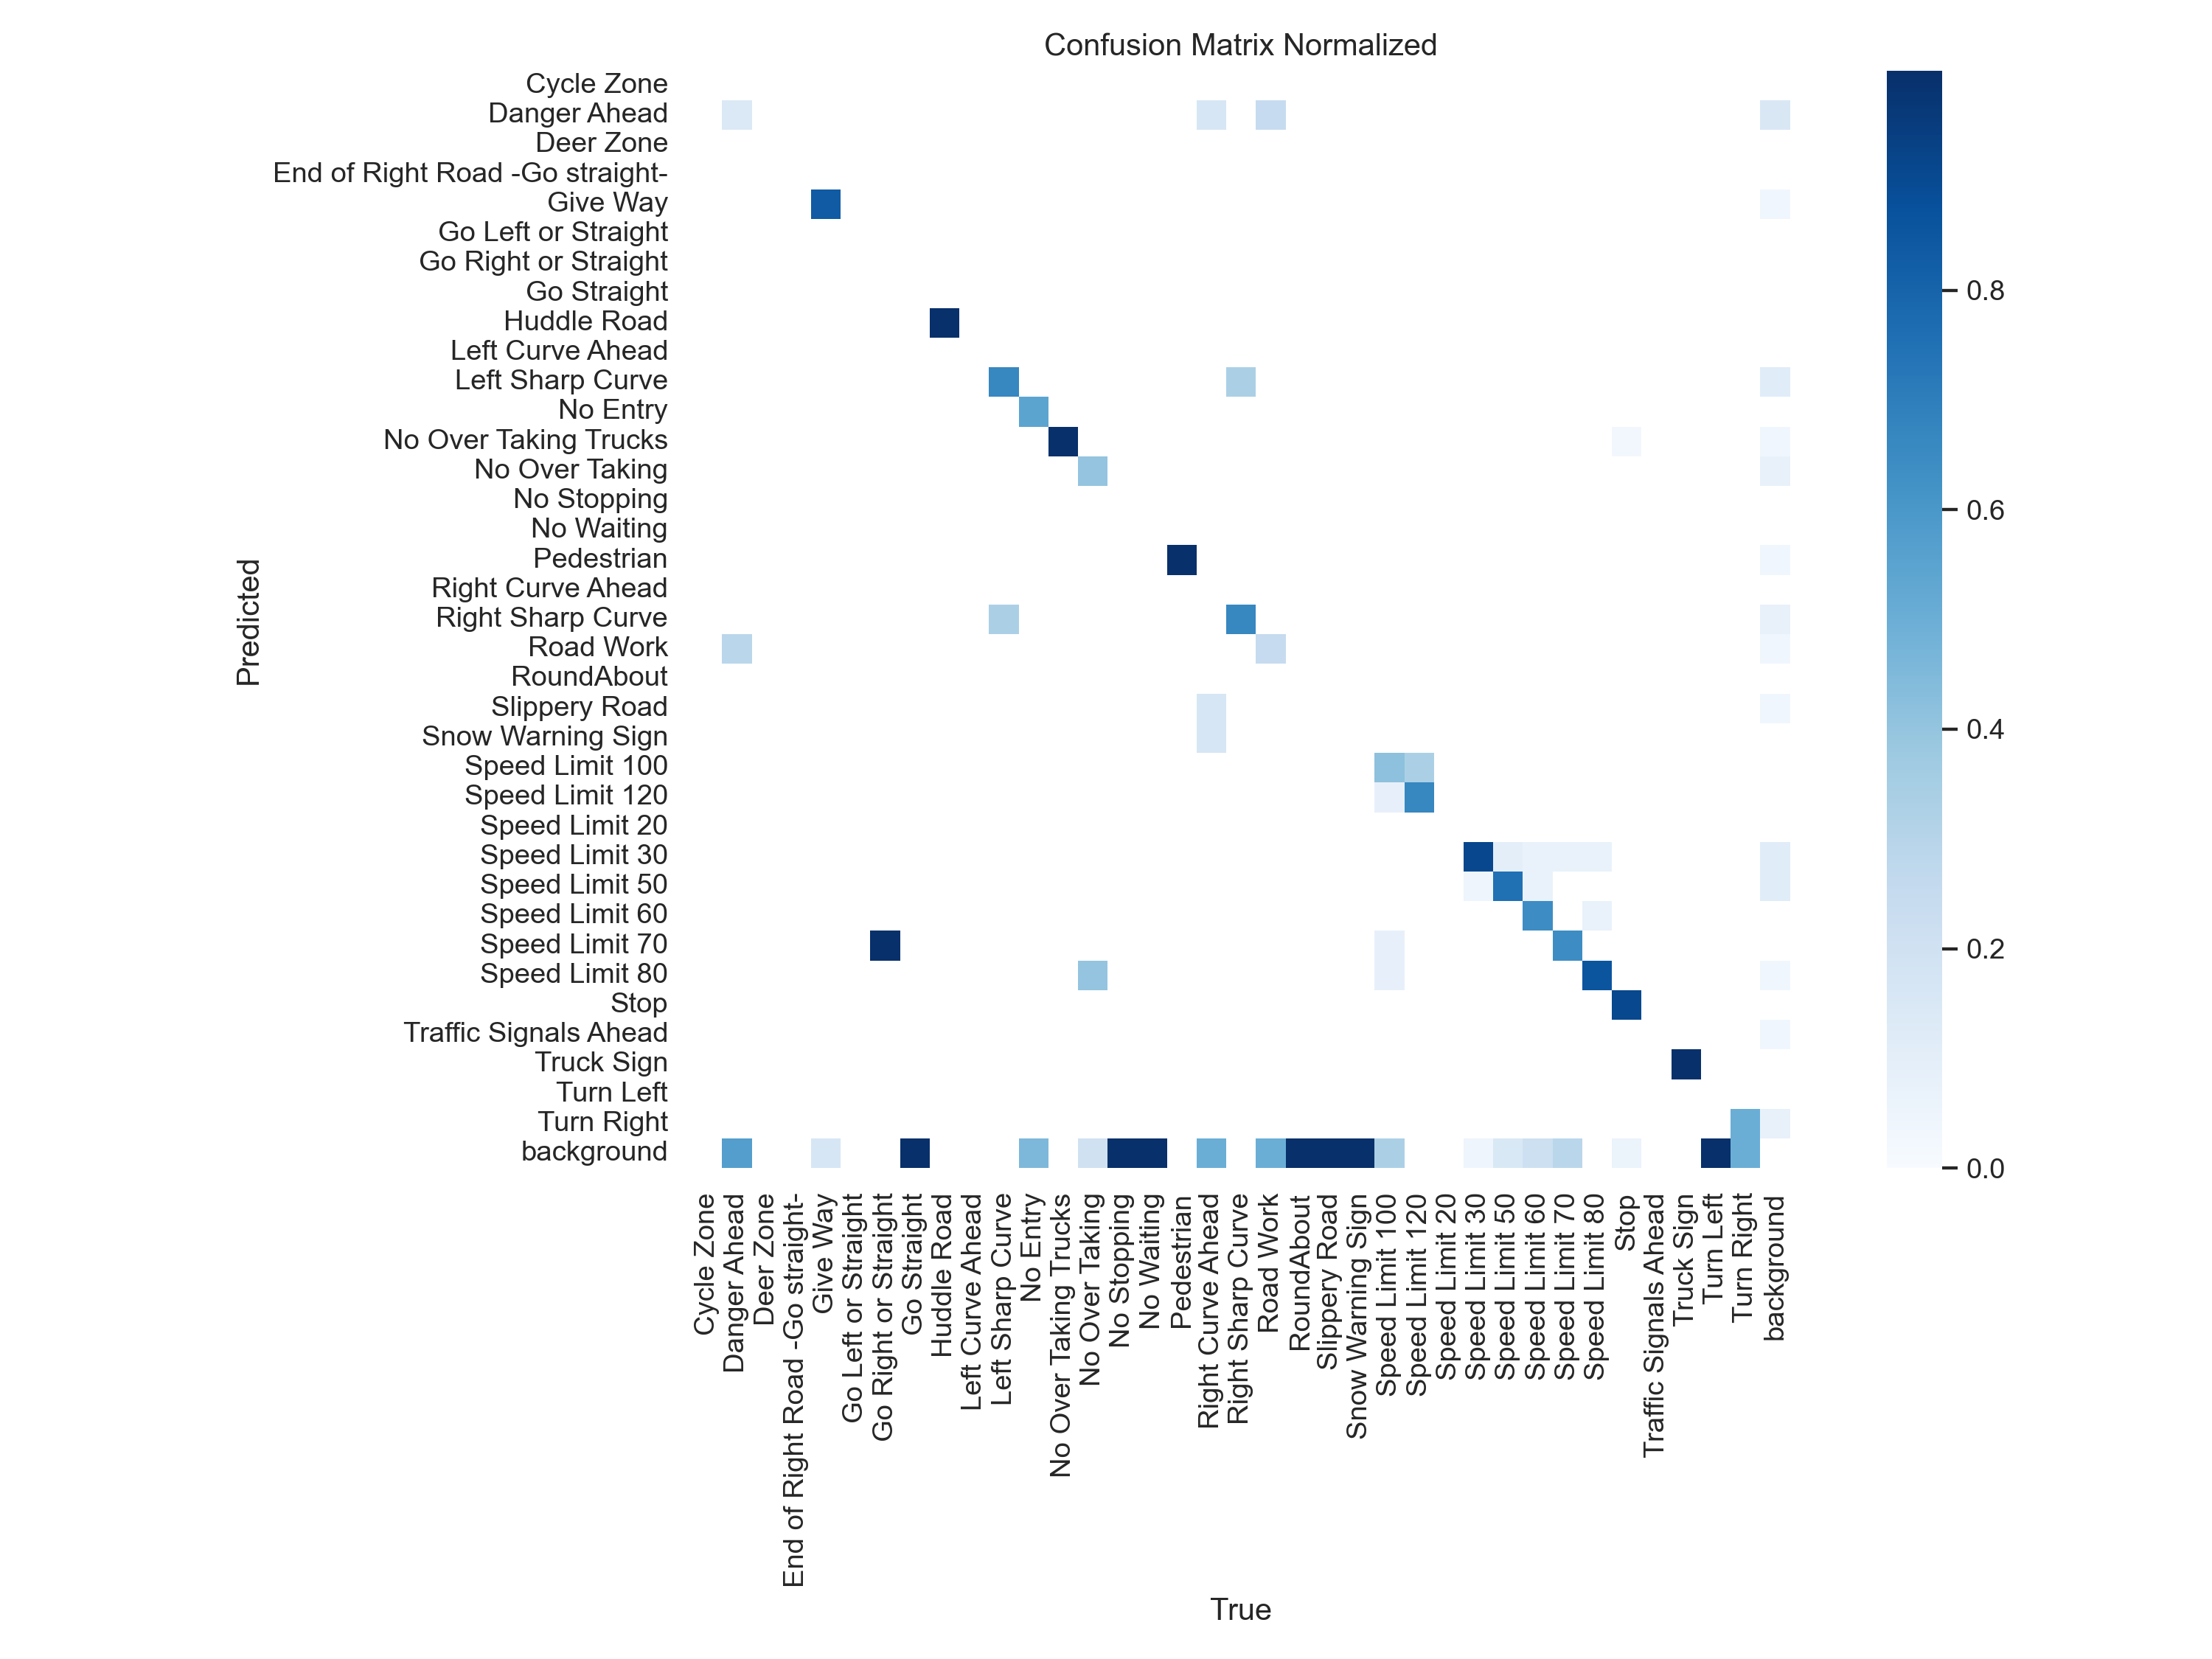 Confusion Matrix Normalized
Cycle Zone
Danger Ahead
Deer Zone
End of Right Road -Go straight-
Give Way
Go Left or Straight
Go Right or Straight
Go Straight
Huddle Road
Left Curve Ahead
Left Sharp Curve
No Entry
No Over Taking Trucks
No Over Taking
No Stopping
No Waiting
Pedestrian
Right Curve Ahead
Right Sharp Curve
Road Work
RoundAbout
Slippery Road
Snow Warning Sign
Speed Limit 100
Speed Limit 120
Speed Limit 20
Speed Limit 30
Speed Limit 50
Speed Limit 60
Speed Limit 70
Speed Limit 80
Stop
Traffic Signals Ahead
Truck Sign
Turn Left
Turn Right
background
Predicted
0.8
0.6
0.4
0.2
0.0
Cycle Zone
Danger Ahead
Deer Zone
End of Right Road -Go straight-
Give Way
Go Left or Straight
Go Right or Straight
Go Straight
Huddle Road
Left Curve Ahead
Left Sharp Curve
No Entry
No Over Taking Trucks
No Over Taking
No Stopping
No Waiting
Pedestrian
Right Curve Ahead
Right Sharp Curve
Road Work
RoundAbout
Slippery Road
Snow Warning Sign
Speed Limit 100
Speed Limit 120
Speed Limit 20
Speed Limit 30
Speed Limit 50
Speed Limit 60
Speed Limit 70
Speed Limit 80
Stop
Traffic Signals Ahead
Truck Sign
Turn Left
Turn Right
background
True